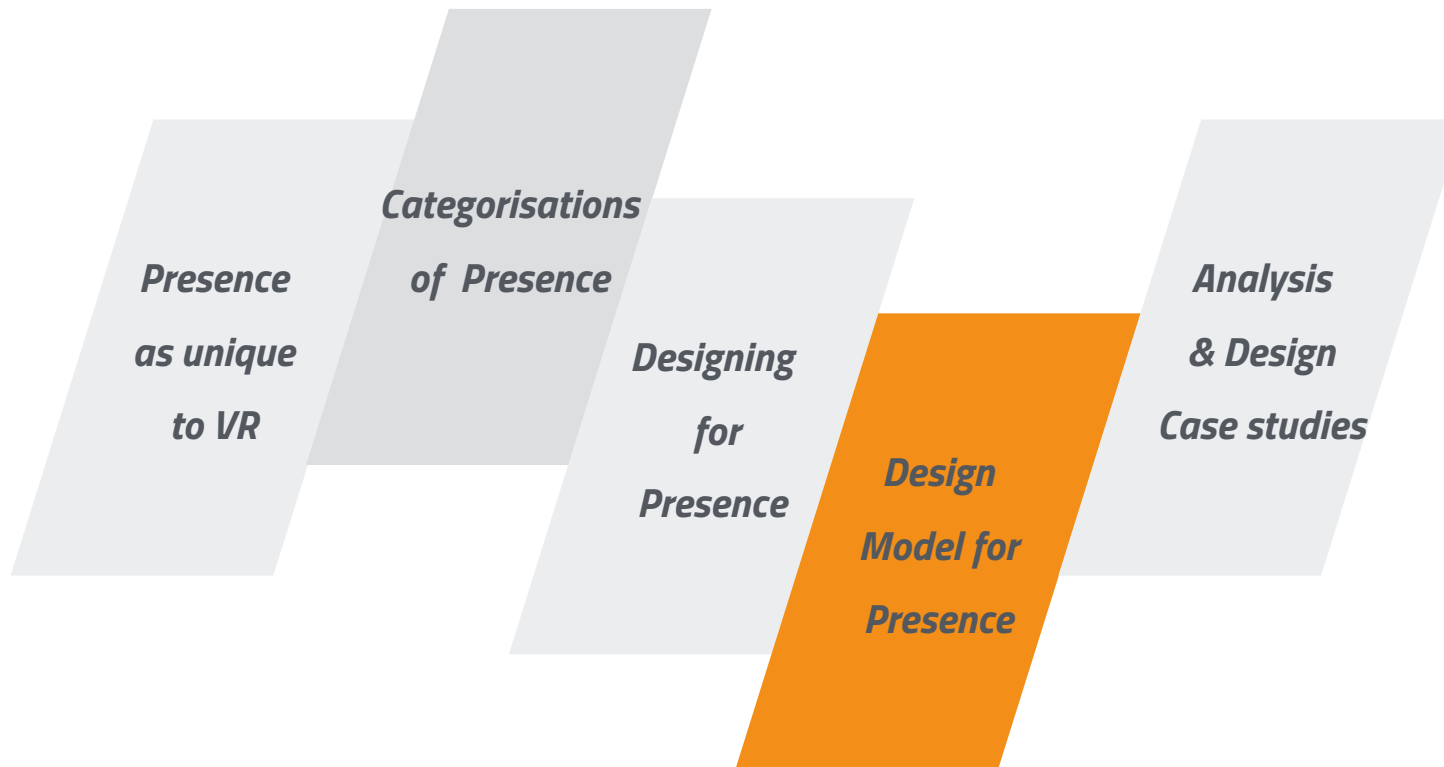 Presence
as unique
to VR
Categorisations
of Presence
Designing
for
Presence
Design
Model for
Presence
Analysis
& Design
Case studies